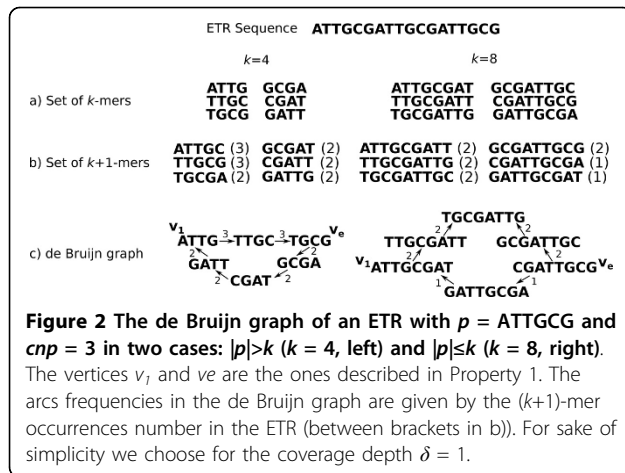 ETR Sequence ATTGCGATTGCGATTGCG
k=4 k=8
a) Set of k-mers
ATTG GCGA ATTGCGAT GCGATTGC
TTGC CGAT TTGCGATT CGATTGCG
TGCG GATT TGCGATTG GATTGCGA
b) Set of k+1-mers
ATTGC (3) GCGAT (2) ATTGCGATT (2) GCGATTGCG (2)
TTGCG (3) CGATT (2) TTGCGATTG (2) CGATTGCGA (1)
TGCGA (2) GATTG (2) TGCGATTGC (2) GATTGCGAT (1)
c) de Bruijn graph
v1 ATTG 3 TTGC 3 TGCG ve
2 GATT GCGA 2
2 CGAT 2
TGCGATTG
2 2
TTGCGATT GCGATTGC
2 2
v1 ATTGCGAT CGATTGCG ve
1 1
GATTGCGA
Figure 2 The de Bruijn graph of an ETR with p = ATTGCG and
cnp = 3 in two cases: |p|>k (k = 4, left) and |p|≤k (k = 8, right).
The vertices v1 and ve are the ones described in Property 1. The
arcs frequencies in the de Bruijn graph are given by the (k+1)-mer
occurrences number in the ETR (between brackets in b)). For sake of
simplicity we choose for the coverage depth δ = 1.